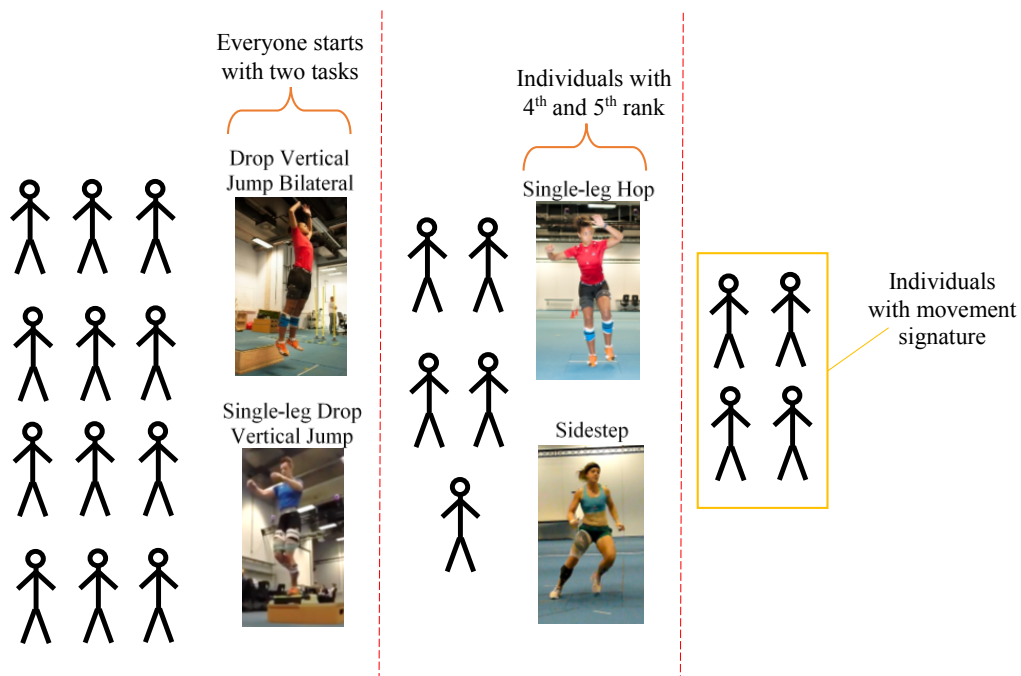 Everyone starts
with two tasks
Drop Vertical
Jump Bilateral
Single-leg Drop
Vertical Jump
Individuals with
4th and 5th rank
Single-leg Hop
Sidestep
Individuals
with movement
signature